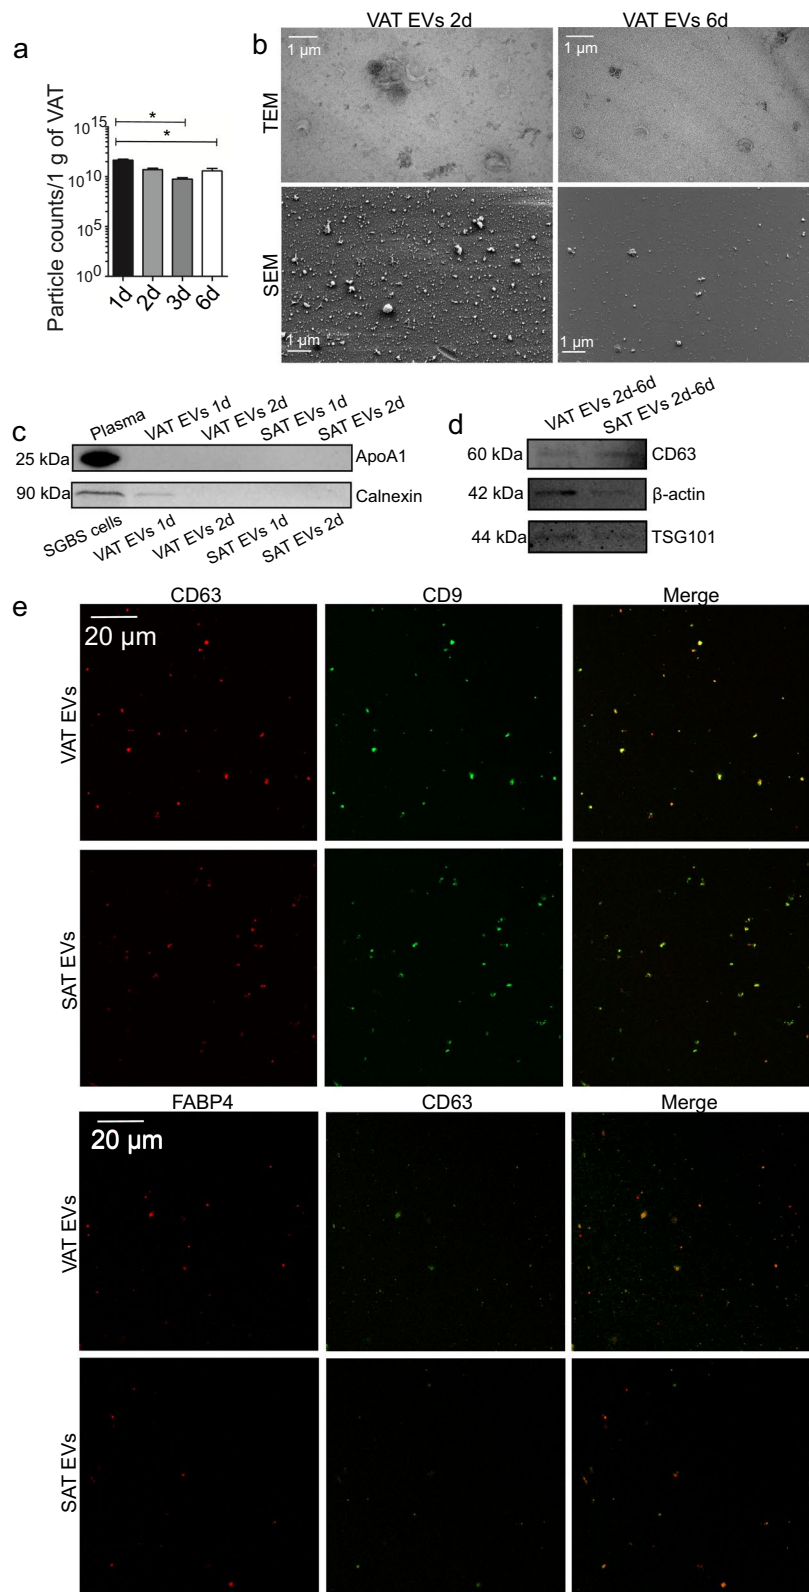 a
Particle counts/1 g of VAT
10^15
10^10
10^5
10^0
*
*
1d
2d
3d
6d
b
VAT EVs 2d
VAT EVs 6d
TEM
1 µm
1 µm
SEM
1 µm
1 µm
c
Plasma
VAT EVs 1d
VAT EVs 2d
SAT EVs 1d
SAT EVs 2d
25 kDa
ApoA1
90 kDa
Calnexin
SGBS cells
VAT EVs 1d
VAT EVs 2d
SAT EVs 1d
SAT EVs 2d
d
VAT EVs 2d-6d
SAT EVs 2d-6d
60 kDa
CD63
42 kDa
β-actin
44 kDa
TSG101
e
CD63
CD9
Merge
20 µm
VAT EVs
SAT EVs
FABP4
CD63
Merge
20 µm
VAT EVs
SAT EVs